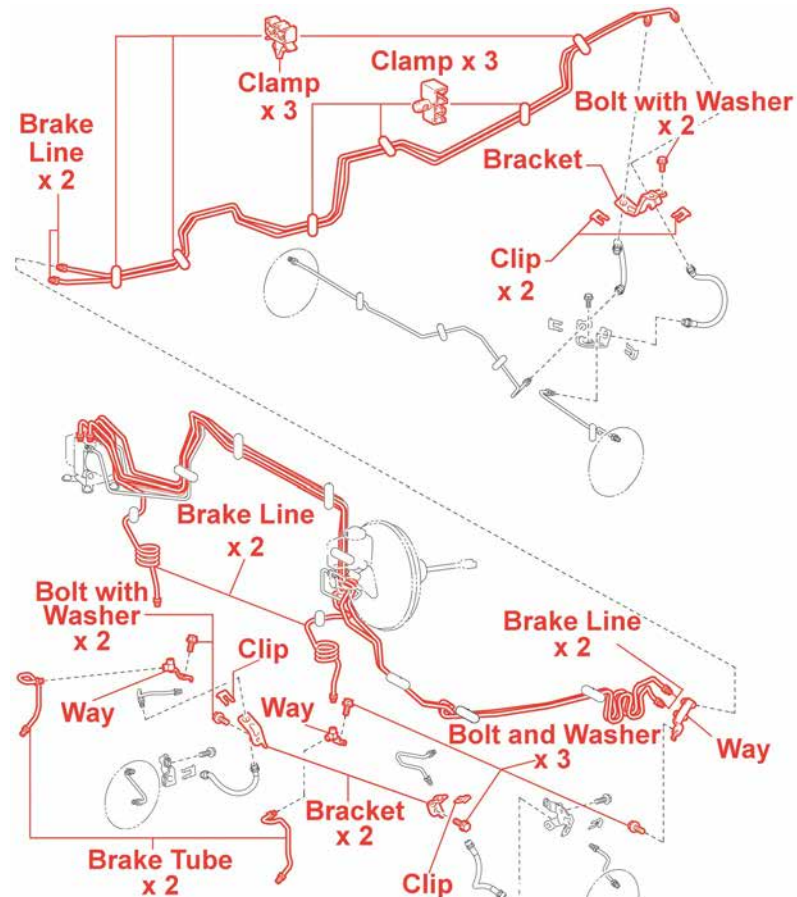 Clamp x 3
Clamp
x 3
Bolt with Washer
x 2
Brake
Line
x 2
Bracket
Clip
x 2
Brake Line
x 2
Bolt with
Washer
x 2
Clip
Brake Line
x 2
Way
Way
Bolt and Washer
x 3
Way
Bracket
x 2
Brake Tube
x 2
Clip